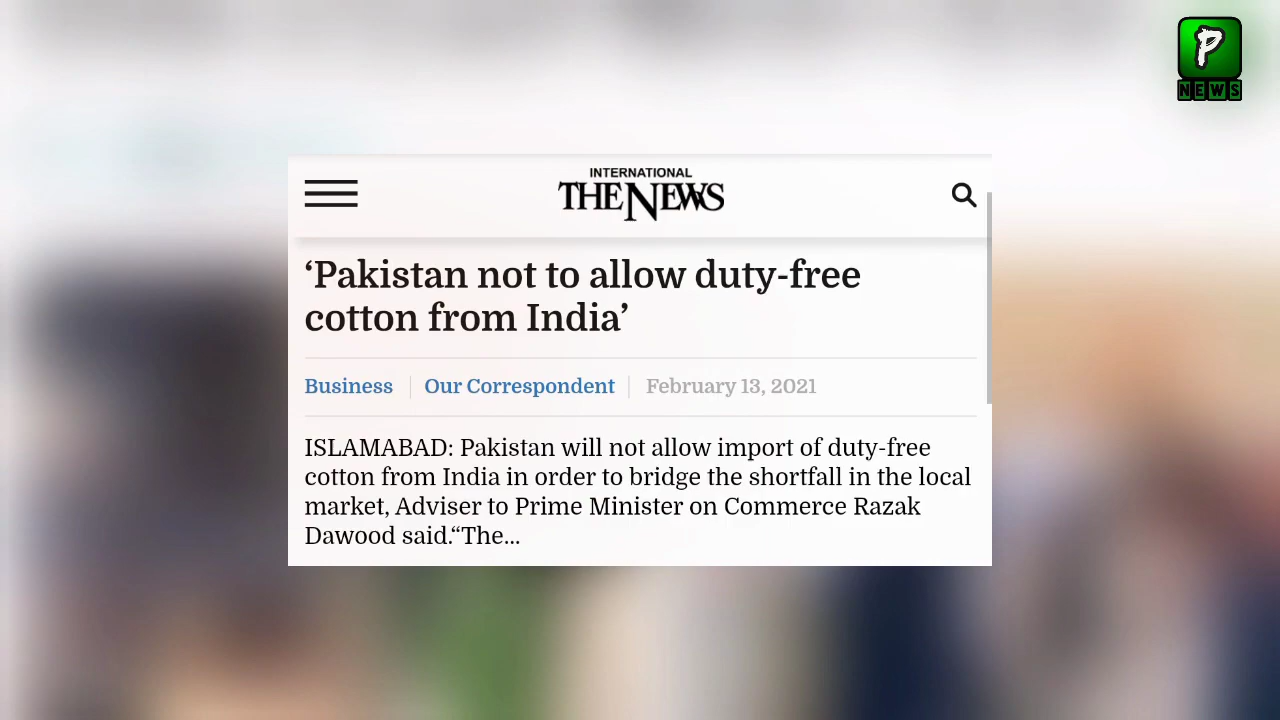 P
NEWS
INTERNATIONAL
THE NEWS
‘Pakistan not to allow duty-free
cotton from India’
Business
Our Correspondent
February 13, 2021
ISLAMABAD: Pakistan will not allow import of duty-free
cotton from India in order to bridge the shortfall in the local
market, Adviser to Prime Minister on Commerce Razak
Dawood said.“The...